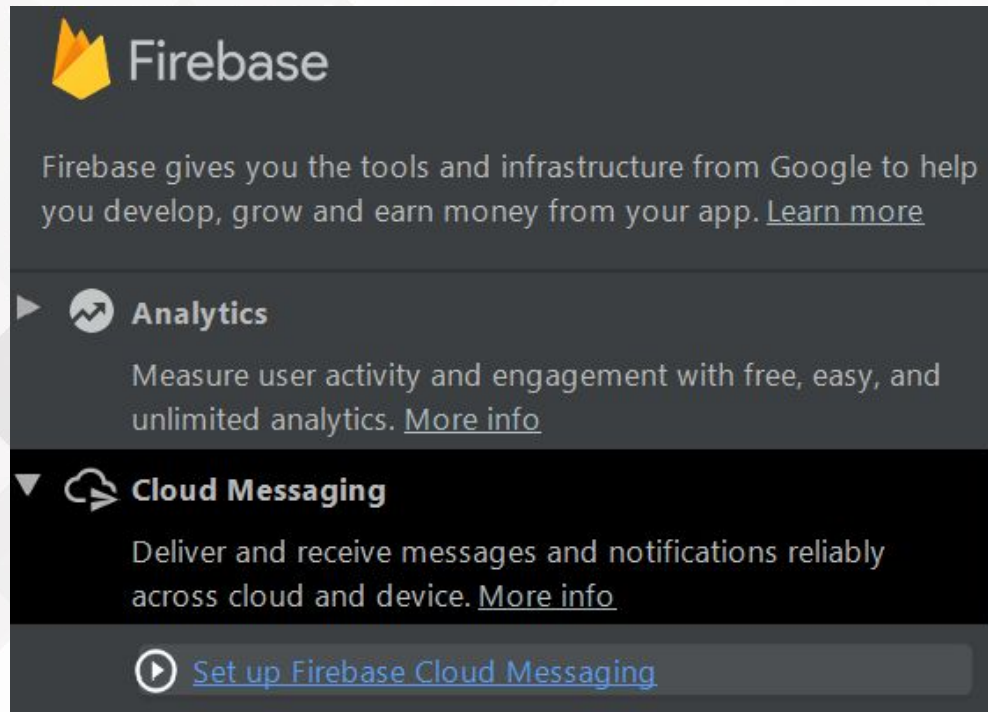 Firebase
Firebase gives you the tools and infrastructure from Google to help
you develop, grow and earn money from your app. Learn more
Analytics
Measure user activity and engagement with free, easy, and
unlimited analytics. More info
Cloud Messaging
Deliver and receive messages and notifications reliably
across cloud and device. More info
Set up Firebase Cloud Messaging